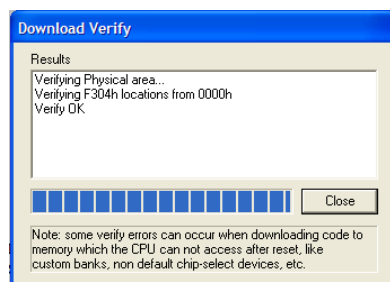 Download Verify
Results
Verifying Physical area...
Verifying F304h locations from 0000h
Verify OK
Close
Note: some verify errors can occur when downloading code to
memory which the CPU can not access after reset, like
custom banks, non default chip-select devices, etc.